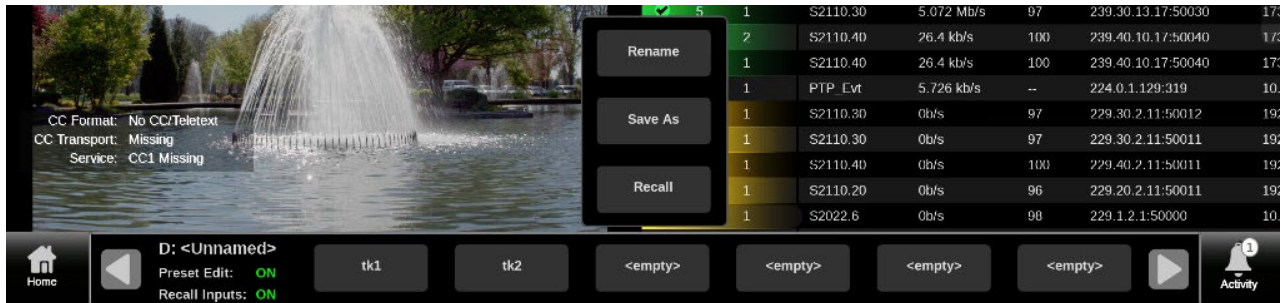 5 1 S2110.30 5.072 Mb/s 97 239.30.13.17:50030
2 S2110.40 26.4 kb/s 100 239.40.10.17:50040
1 S2110.40 26.4 kb/s 100 239.40.10.17:50040
1 PTP_Evt 5.726 kb/s -- 224.0.1.129:319 10.
1 S2110.30 0b/s 97 229.30.2.11:50012
1 S2110.30 0b/s 97 229.30.2.11:50011
1 S2110.40 0b/s 100 229.40.2.11:50011
1 S2110.20 0b/s 96 229.20.2.11:50011
1 S2022.6 0b/s 98 229.1.2.1:50000 10.
Rename
Save As
Recall
CC Format: No CC/Teletext
CC Transport: Missing
Service: CC1 Missing
Home
D: <Unnamed>
Preset Edit: ON
Recall Inputs: ON
tk1
tk2
<empty>
<empty>
<empty>
<empty>
1
Activity